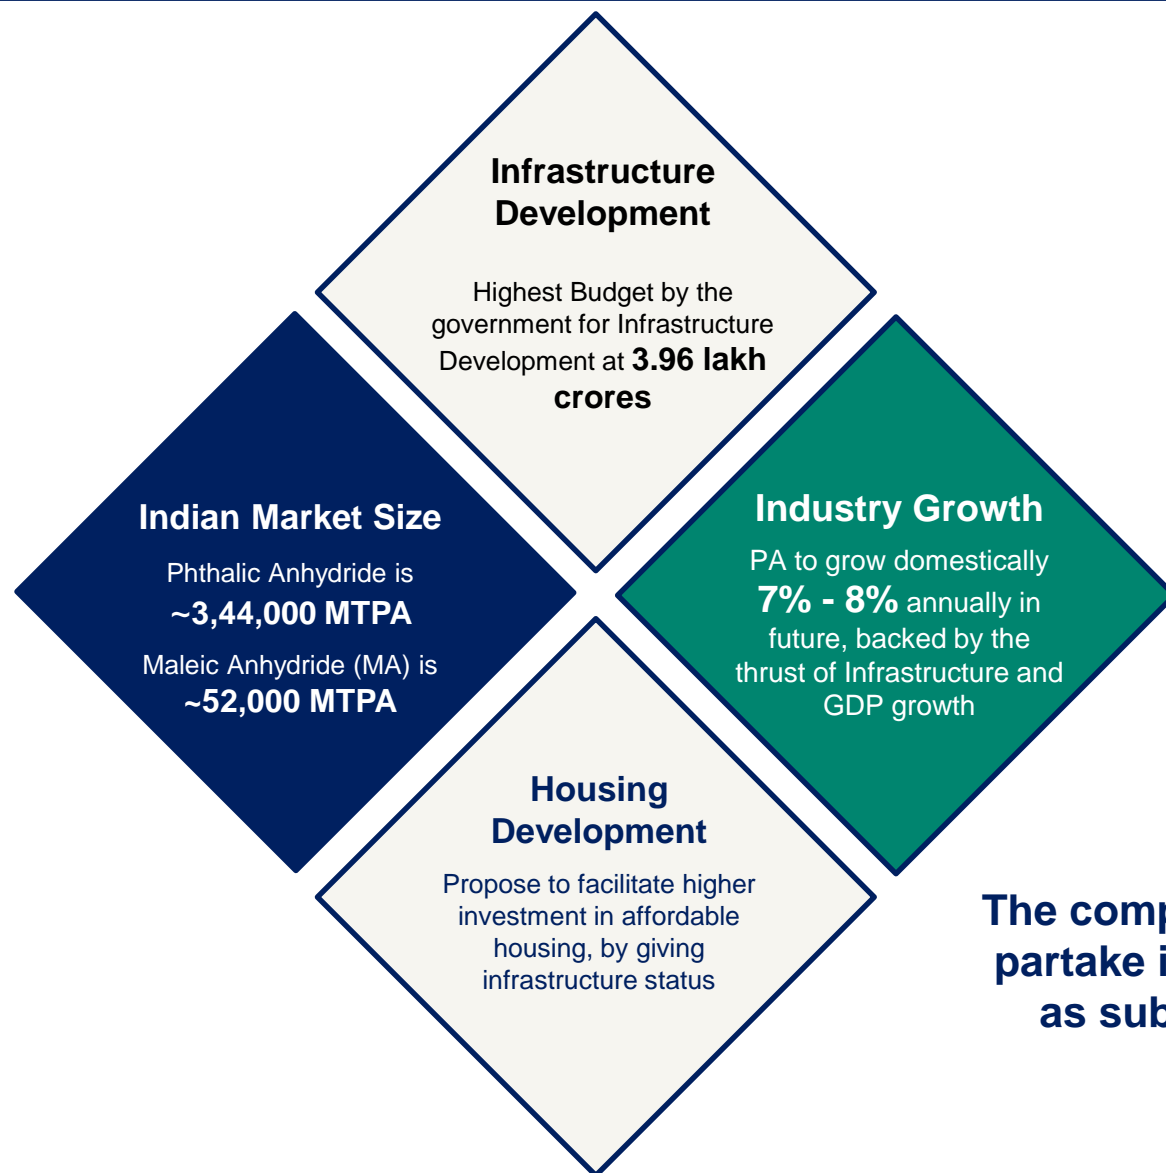 Infrastructure
Development
Highest Budget by the
government for Infrastructure
Development at 3.96 lakh
crores
Indian Market Size
Phthalic Anhydride is
~3,44,000 MTPA
Maleic Anhydride (MA) is
~52,000 MTPA
Industry Growth
PA to grow domestically
7% - 8% annually in
future, backed by the
thrust of Infrastructure and
GDP growth
Housing
Development
Propose to facilitate higher
investment in affordable
housing, by giving
infrastructure status
The
partake
as